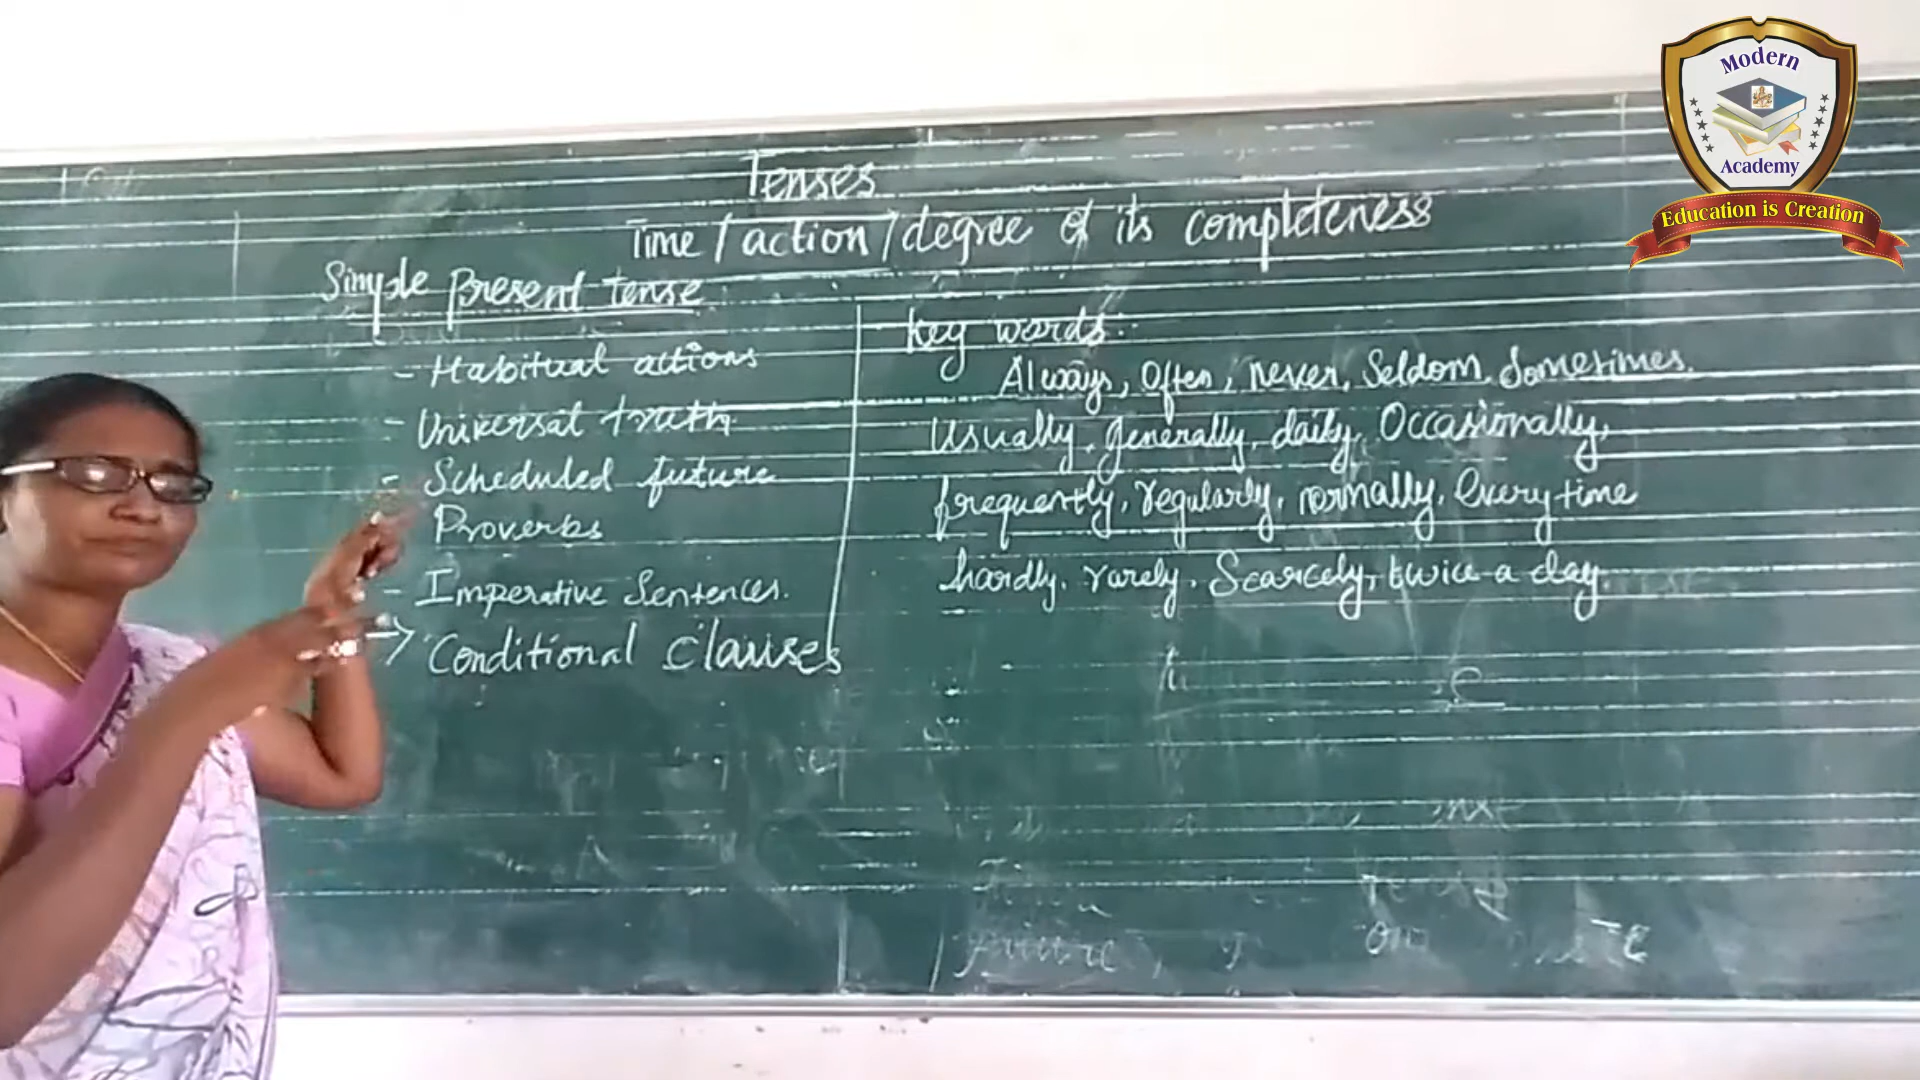 Tenses
Time / action / degree of its completeness
Simple present tense
- Habitual actions
- Universal truth
- Scheduled future
Proverbs
- Imperative Sentences.
→ Conditional clauses
Key words:
Always, Often, never, Seldom, Sometimes.
Usually, generally, daily, Occasionally,
frequently, regularly, normally, every time
hardly, rarely, Scarcely, twice a day.
future,
Modern
Academy
Education is Creation